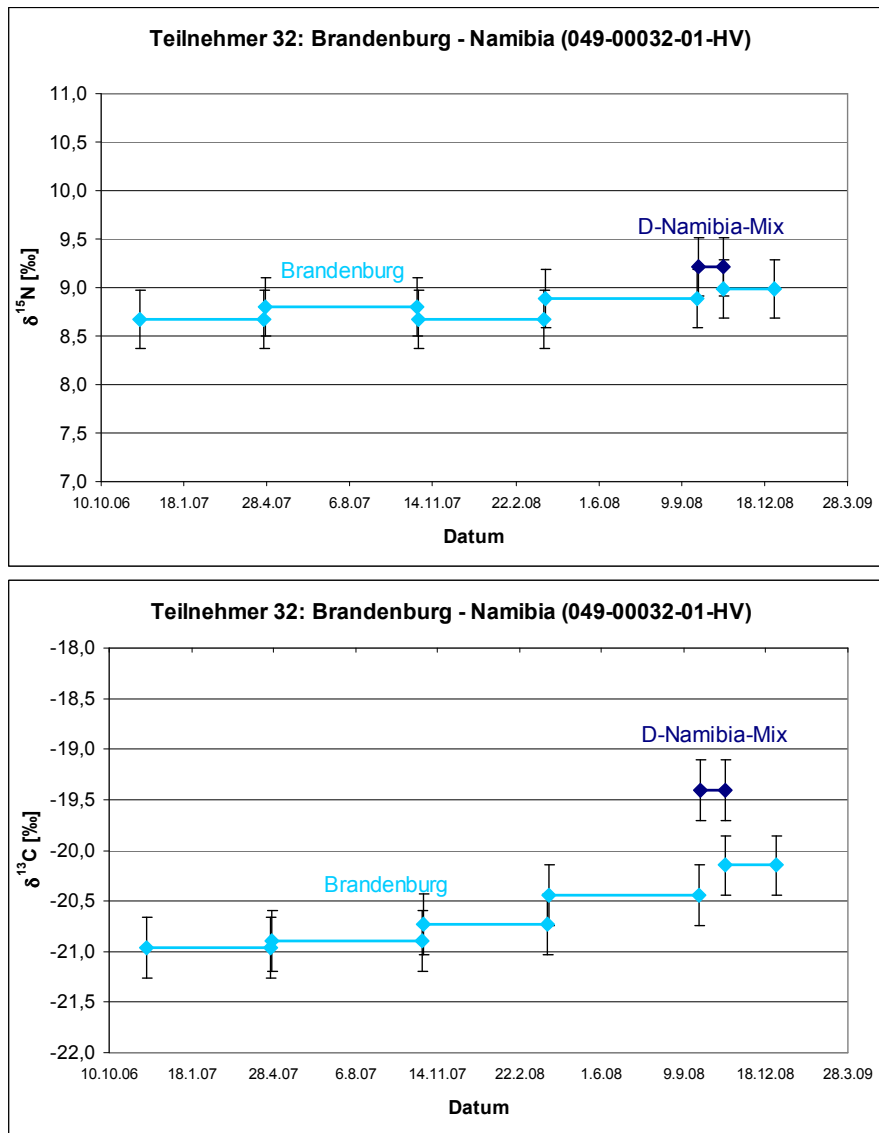 Teilnehmer 32: Brandenburg - Namibia (049-00032-01-HV)
11,0
10,5
10,0
9,5
9,0
8,5
8,0
7,5
7,0
δ ¹⁵N [‰]
D-Namibia-Mix
Brandenburg
10.10.06 18.1.07 28.4.07 6.8.07 14.11.07 22.2.08 1.6.08 9.9.08 18.12.08 28.3.09
Datum
Teilnehmer 32: Brandenburg - Namibia (049-00032-01-HV)
-18,0
-18,5
-19,0
-19,5
-20,0
-20,5
-21,0
-21,5
-22,0
δ ¹³C [‰]
D-Namibia-Mix
Brandenburg
10.10.06 18.1.07 28.4.07 6.8.07 14.11.07 22.2.08 1.6.08 9.9.08 18.12.08 28.3.09
Datum